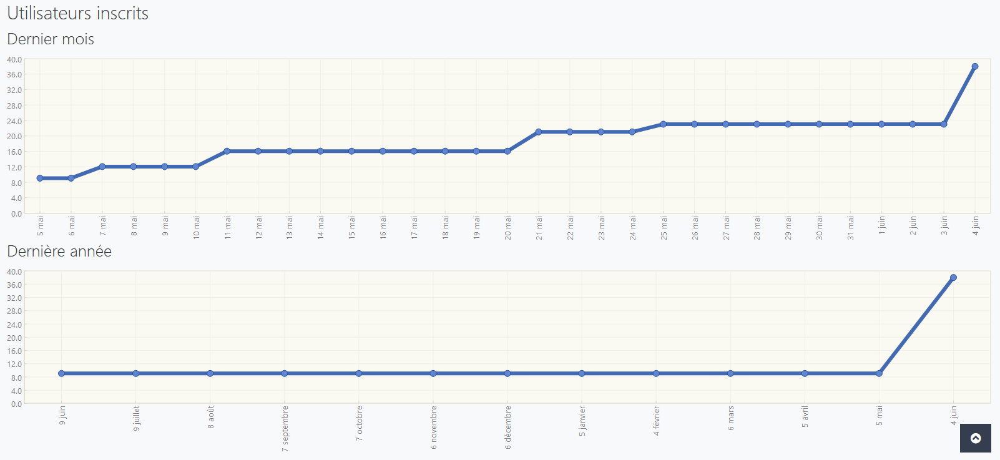 Utilisateurs inscrits
Dernier mois
40.0
36.0
32.0
28.0
24.0
20.0
16.0
12.0
8.0
4.0
0.0
5 mai
6 mai
7 mai
8 mai
9 mai
10 mai
11 mai
12 mai
13 mai
14 mai
15 mai
16 mai
17 mai
18 mai
19 mai
20 mai
21 mai
22 mai
23 mai
24 mai
25 mai
26 mai
27 mai
28 mai
29 mai
30 mai
31 mai
1 juin
2 juin
3 juin
4 juin
Dernière année
40.0
36.0
32.0
28.0
24.0
20.0
16.0
12.0
8.0
4.0
0.0
9 juin
9 juillet
8 août
7 septembre
7 octobre
6 novembre
6 décembre
5 janvier
4 février
6 mars
5 avril
5 mai
4 juin